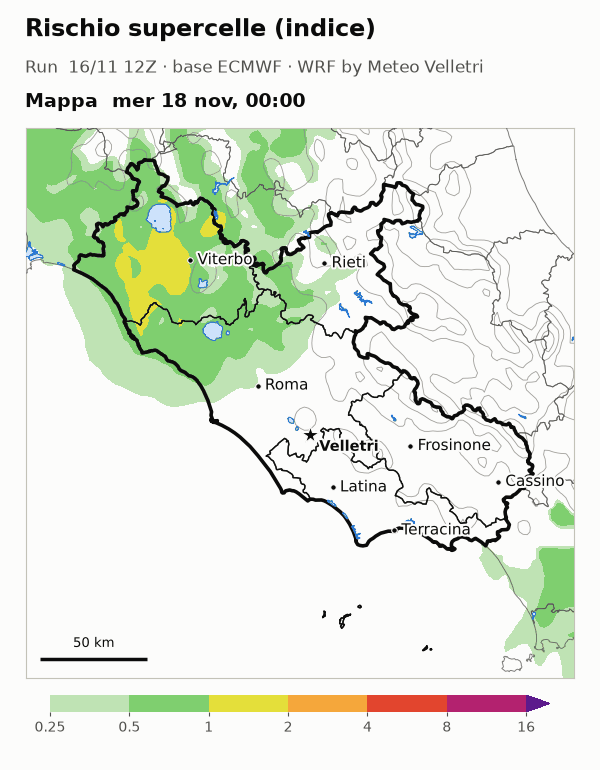 Rischio supercelle (indice)
Run  16/11 12Z · base ECMWF · WRF by Meteo Velletri
Mappa  mer 18 nov, 00:00
Viterbo
Rieti
Roma
Velletri
Frosinone
Cassino
Latina
Terracina
50 km
0.25 0.5 1 2 4 8 16